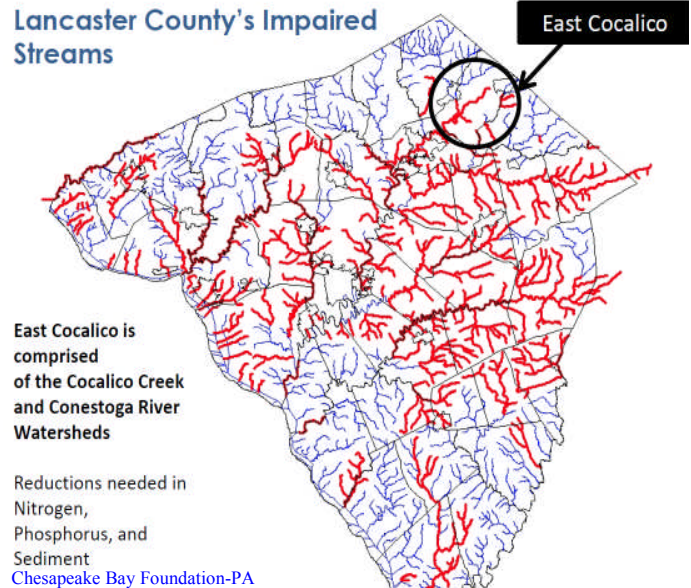 Lancaster County's Impaired
Streams
East Cocalico
East Cocalico is
comprised
of the Cocalico Creek
and Conestoga River
Watersheds
Reductions needed in
Nitrogen,
Phosphorus, and
Sediment
Chesapeake Bay Foundation-PA